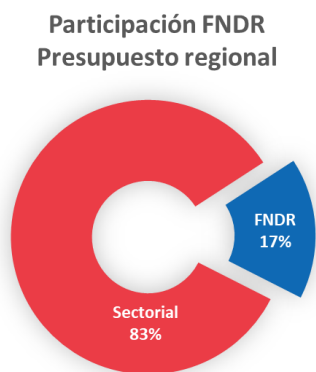 Participación FNDR
Presupuesto regional
FNDR
17%
Sectorial
83%